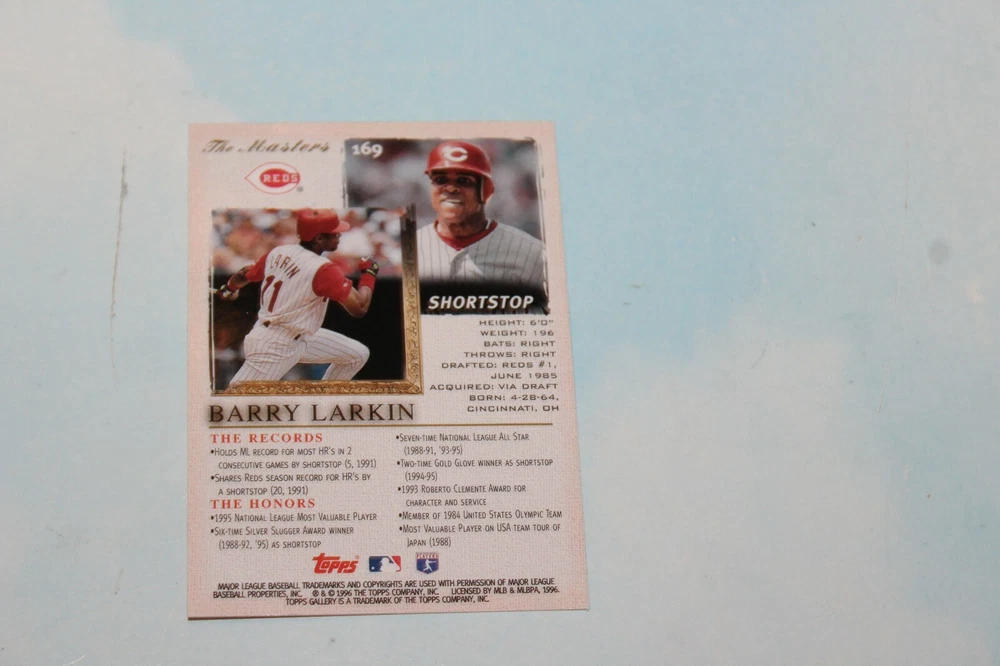 The Masters
169
REDS
LARKIN
11
C
SHORTSTOP
HEIGHT: 6'0"
WEIGHT: 196
BATS: RIGHT
THROWS: RIGHT
DRAFTED: REDS #1,
JUNE 1985
ACQUIRED: VIA DRAFT
BORN: 4-28-64,
CINCINNATI, OH
BARRY LARKIN
THE RECORDS
•HOLDS ML RECORD FOR MOST HR'S IN 2
CONSECUTIVE GAMES BY SHORTSTOP (5, 1991)
•SHARES REDS SEASON RECORD FOR HR'S BY
A SHORTSTOP (20, 1991)
THE HONORS
•1995 NATIONAL LEAGUE MOST VALUABLE PLAYER
•SIX-TIME SILVER SLUGGER AWARD WINNER
(1988-92, '95) AS SHORTSTOP
•SEVEN-TIME NATIONAL LEAGUE ALL STAR
(1988-91, '93-95)
•TWO-TIME GOLD GLOVE WINNER AS SHORTSTOP
(1994-95)
•1993 ROBERTO CLEMENTE AWARD FOR
CHARACTER AND SERVICE
•MEMBER OF 1984 UNITED STATES OLYMPIC TEAM
•MOST VALUABLE PLAYER ON USA TEAM TOUR OF
JAPAN (1988)
Topps
PLAYERS
MAJOR LEAGUE BASEBALL TRADEMARKS AND COPYRIGHTS ARE USED WITH PERMISSION OF MAJOR LEAGUE
BASEBALL PROPERTIES, INC. ® & © 1996 THE TOPPS COMPANY, INC. LICENSED BY MLB & MLBPA, 1996.
TOPPS GALLERY IS A TRADEMARK OF THE TOPPS COMPANY, INC.